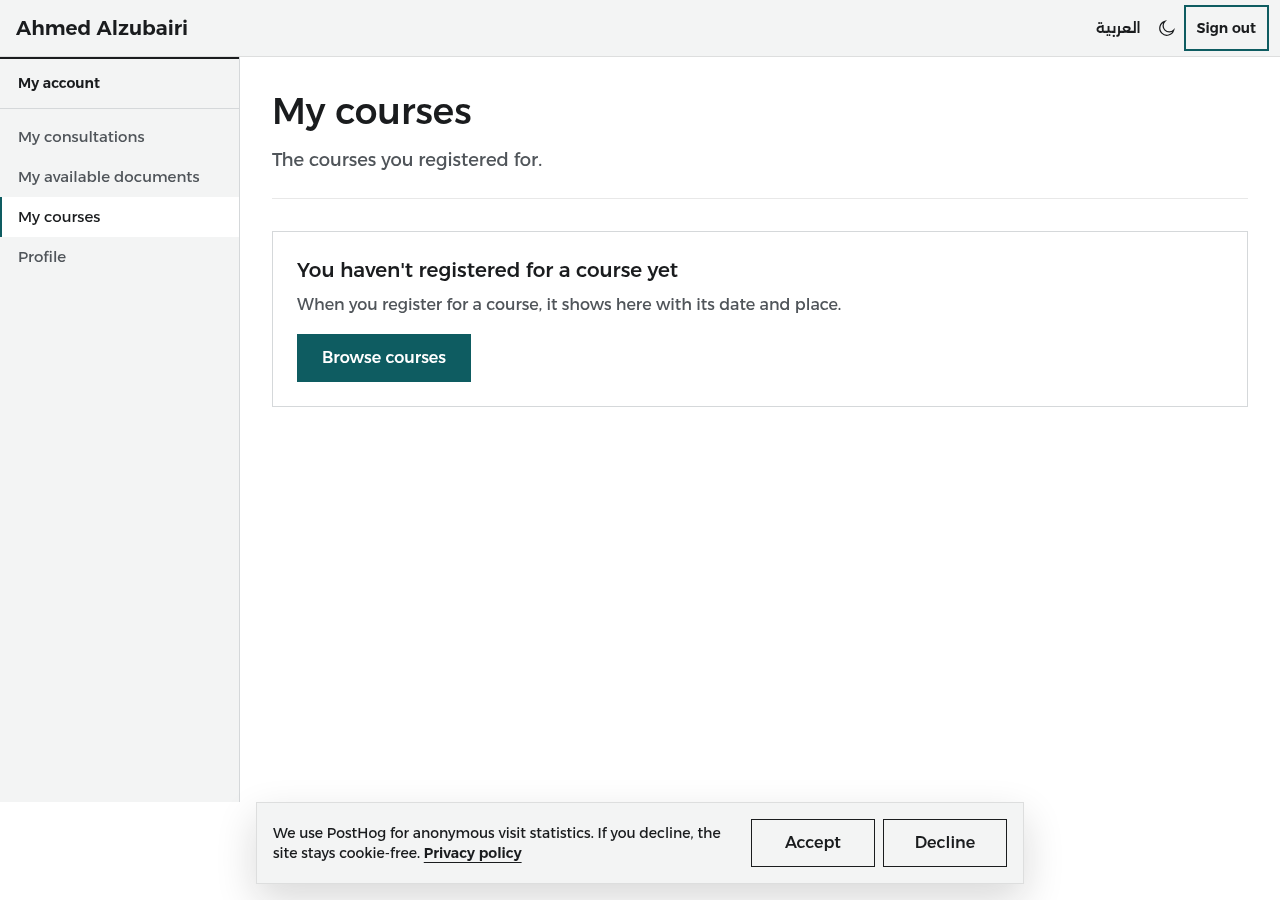 Ahmed Alzubairi
العربية
Sign out
My account
My consultations
My available documents
My courses
Profile
My courses
The courses you registered for.
You haven't registered for a course yet
When you register for a course, it shows here with its date and place.
Browse courses
We use PostHog for anonymous visit statistics. If you decline, the
site stays cookie-free. Privacy policy
Accept
Decline